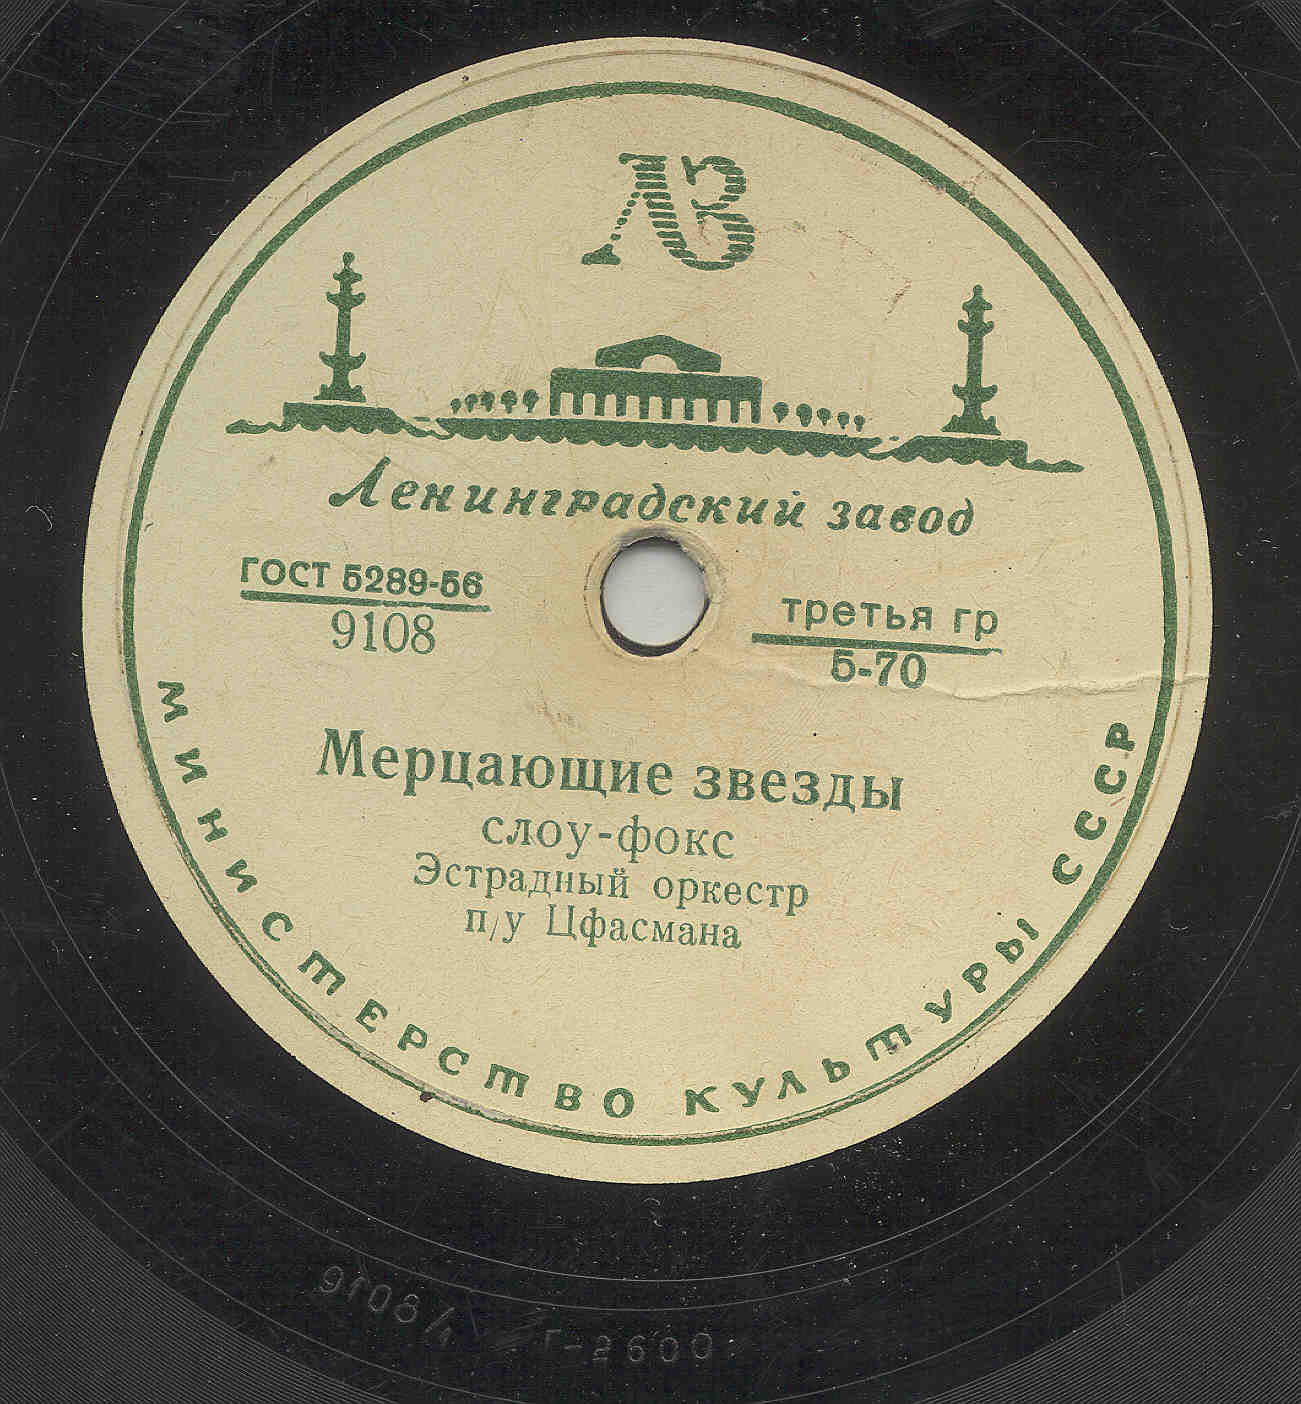 ЛЗ
Ленинградский завод
ГОСТ 5289-56
9108
третья гр
5-70
Мерцающие звезды
слоу-фокс
Эстрадный оркестр
п/у Цфасмана
МИНИСТЕРСТВО КУЛЬТУРЫ СССР
Г-2600